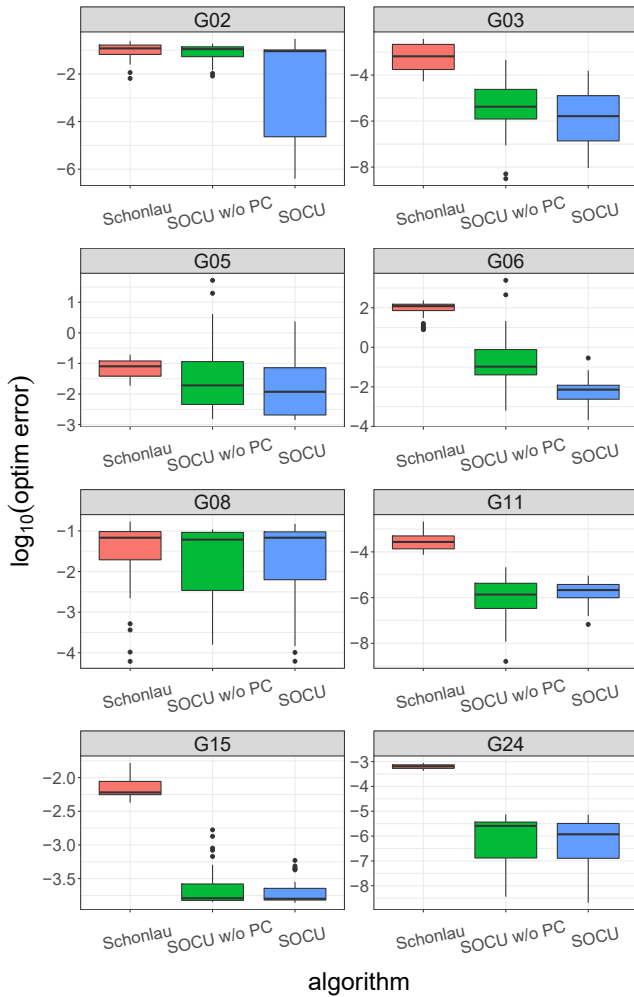 G02
G03
−2
−4
−6
−4
−6
−8
Schonlau
SOCU w/o PC
SOCU
Schonlau
SOCU w/o PC
SOCU
G05
G06
1
0
−1
−2
−3
2
0
−2
−4
Schonlau
SOCU w/o PC
SOCU
Schonlau
SOCU w/o PC
SOCU
log10(optim error)
G08
G11
−1
−2
−3
−4
−4
−6
−8
Schonlau
SOCU w/o PC
SOCU
Schonlau
SOCU w/o PC
SOCU
G15
G24
−2.0
−2.5
−3.0
−3.5
−3
−4
−5
−6
−7
−8
Schonlau
SOCU w/o PC
SOCU
Schonlau
SOCU w/o PC
SOCU
algorithm